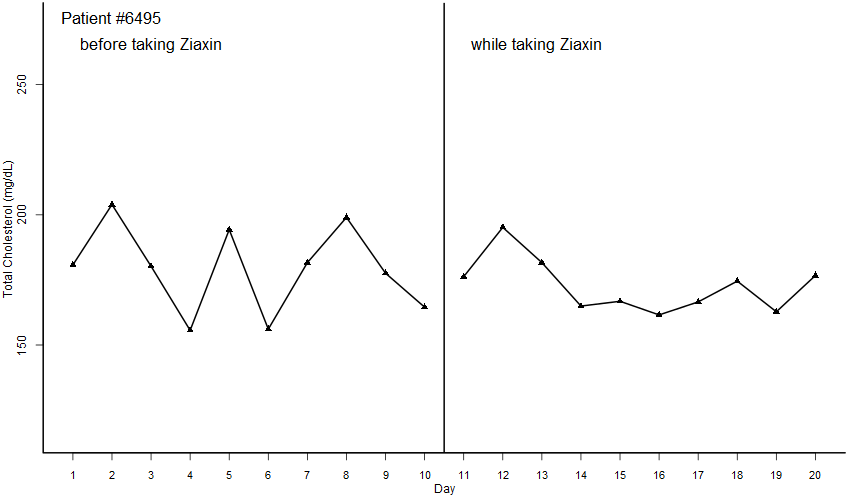 Patient #6495
before taking Ziaxin
while taking Ziaxin
Total Cholesterol (mg/dL)
250
200
150
1 2 3 4 5 6 7 8 9 10 11 12 13 14 15 16 17 18 19 20
Day